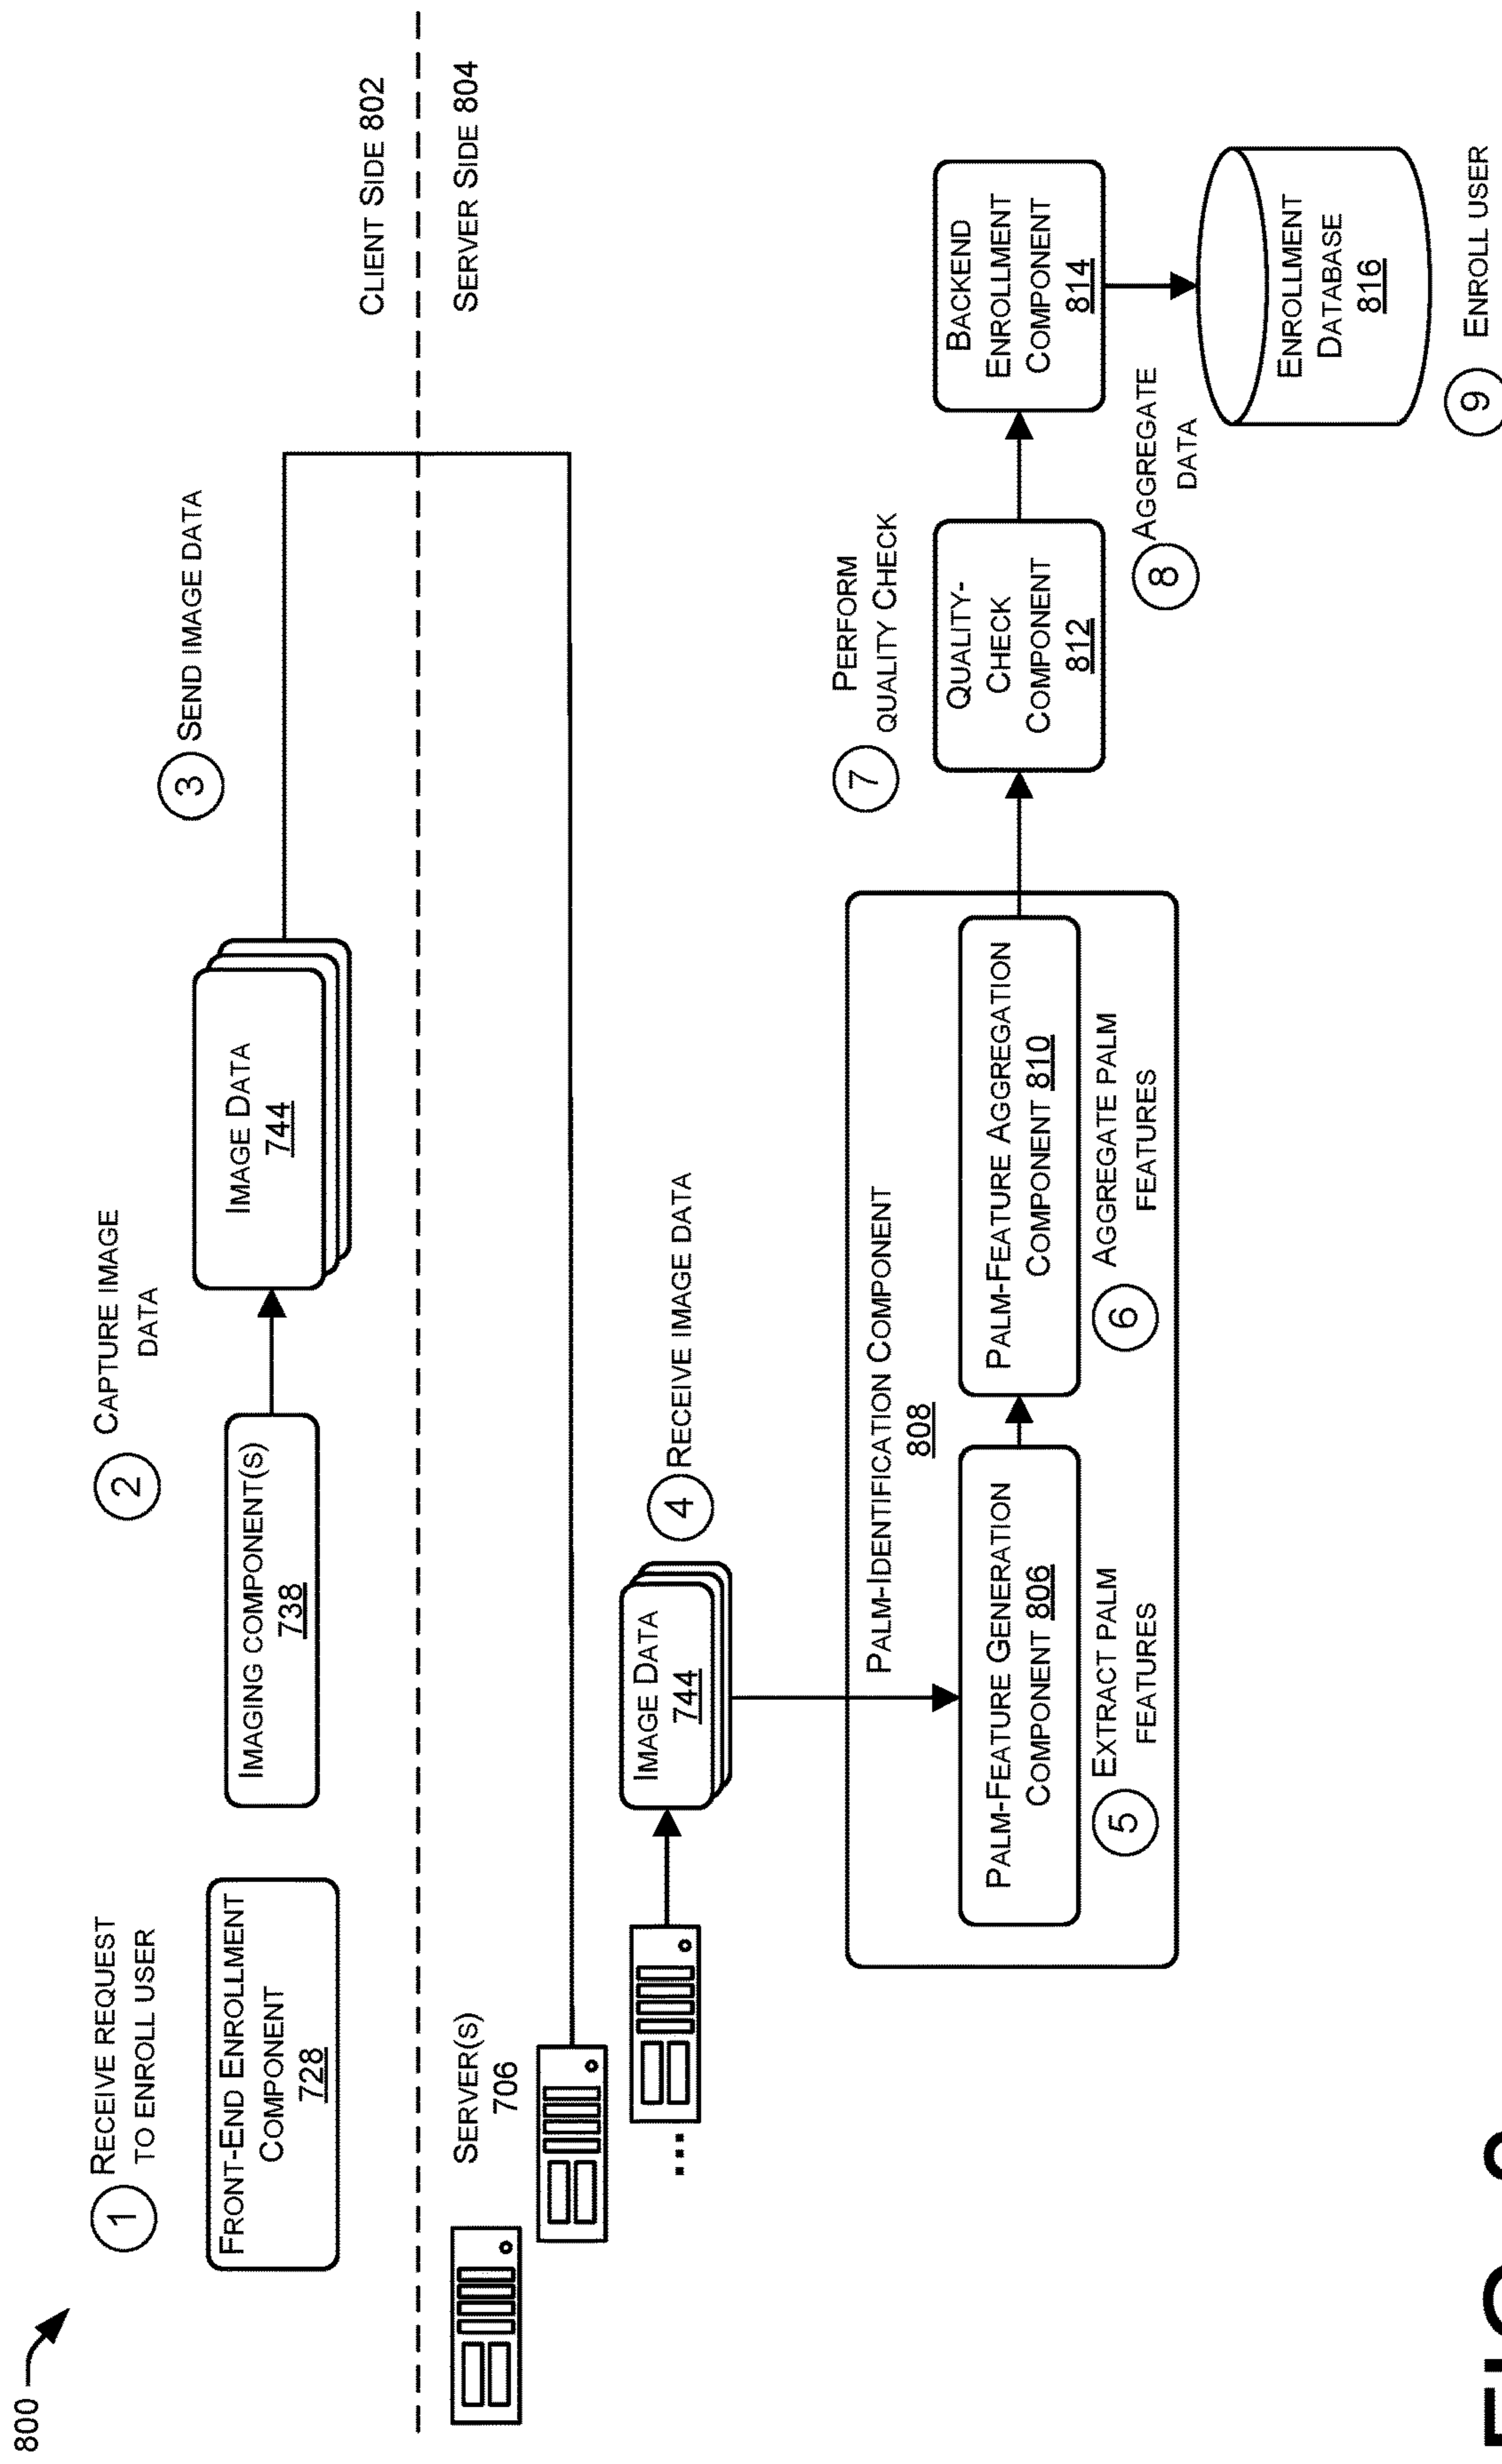 800
1
RECEIVE REQUEST
TO ENROLL USER
FRONT-END ENROLLMENT
COMPONENT
728
2
CAPTURE IMAGE
DATA
IMAGING COMPONENT(S)
738
IMAGE DATA
744
3
SEND IMAGE DATA
CLIENT SIDE 802
SERVER SIDE 804
SERVER(S)
706
...
IMAGE DATA
744
4
RECEIVE IMAGE DATA
PALM-IDENTIFICATION COMPONENT
808
PALM-FEATURE GENERATION
COMPONENT 806
5
EXTRACT PALM
FEATURES
PALM-FEATURE AGGREGATION
COMPONENT 810
6
AGGREGATE PALM
FEATURES
7
PERFORM
QUALITY CHECK
QUALITY-
CHECK
COMPONENT
812
8
AGGREGATE
DATA
BACKEND
ENROLLMENT
COMPONENT
814
ENROLLMENT
DATABASE
816
9
ENROLL USER